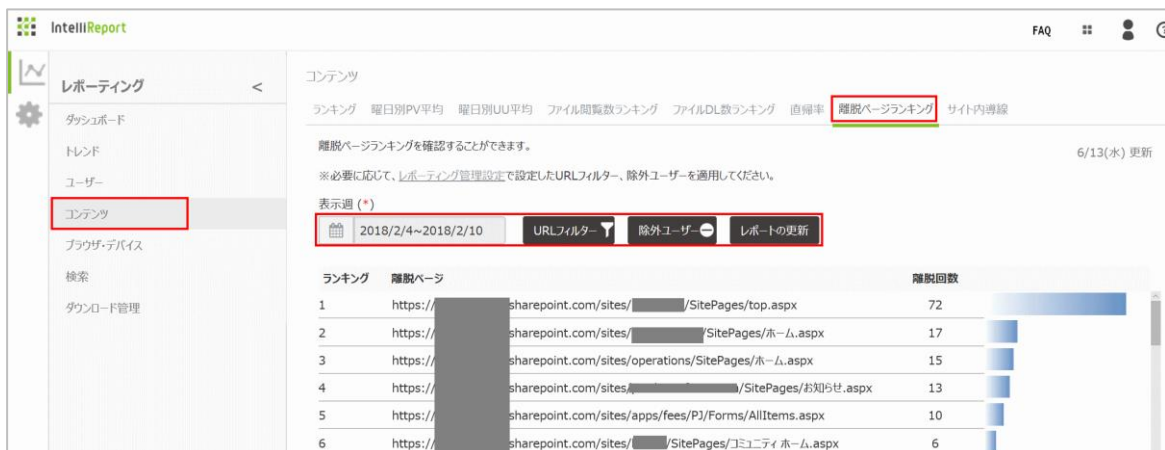 IntelliReport
FAQ
レポーティング <
ダッシュボード
トレンド
ユーザー
コンテンツ
ブラウザ・デバイス
検索
ダウンロード管理
コンテンツ
ランキング 曜日別PV平均 曜日別UU平均 ファイル閲覧数ランキング ファイルDL数ランキング 直帰率 離脱ページランキング サイト内導線
離脱ページランキングを確認することができます。
6/13(水) 更新
※必要に応じて、レポーティング管理設定で設定したURLフィルター、除外ユーザーを適用してください。
表示週 (*)
2018/2/4~2018/2/10 URLフィルター 除外ユーザー レポートの更新
ランキング 離脱ページ 離脱回数
1 https:// sharepoint.com/sites/ /SitePages/top.aspx 72
2 https:// sharepoint.com/sites/ /SitePages/ホーム.aspx 17
3 https:// sharepoint.com/sites/operations/SitePages/ホーム.aspx 15
4 https:// sharepoint.com/sites/ /SitePages/お知らせ.aspx 13
5 https:// sharepoint.com/sites/apps/fees/PJ/Forms/AllItems.aspx 10
6 https:// sharepoint.com/sites/ /SitePages/コミュニティ ホーム.aspx 6